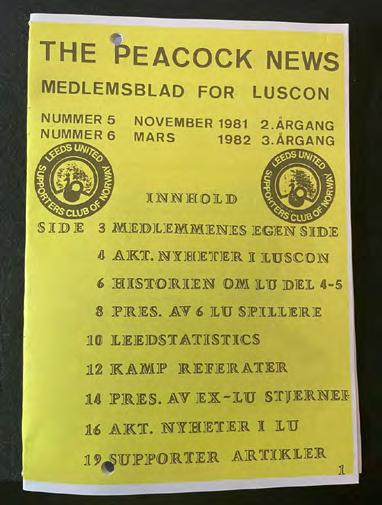 THE PEACOCK NEWS
MEDLEMSBLAD FOR LUSCON
NUMMER 5 NOVEMBER 1981 2.ÅRGANG
NUMMER 6 MARS 1982 3.ÅRGANG
LEEDS UNITED SUPPORTERS CLUB OF NORWAY
LEEDS UNITED SUPPORTERS CLUB OF NORWAY
INNHOLD
SIDE 3 MEDLEMMENES EGEN SIDE
4 AKT. NYHETER I LUSCON
6 HISTORIEN OM LU DEL 4-5
8 PRES. AV 6 LU SPILLERE
10 LEEDSTATISTICS
12 KAMP REFERATER
14 PRES. AV EX-LU STJERNER
16 AKT. NYHETER I LU
19 SUPPORTER ARTIKLER
1